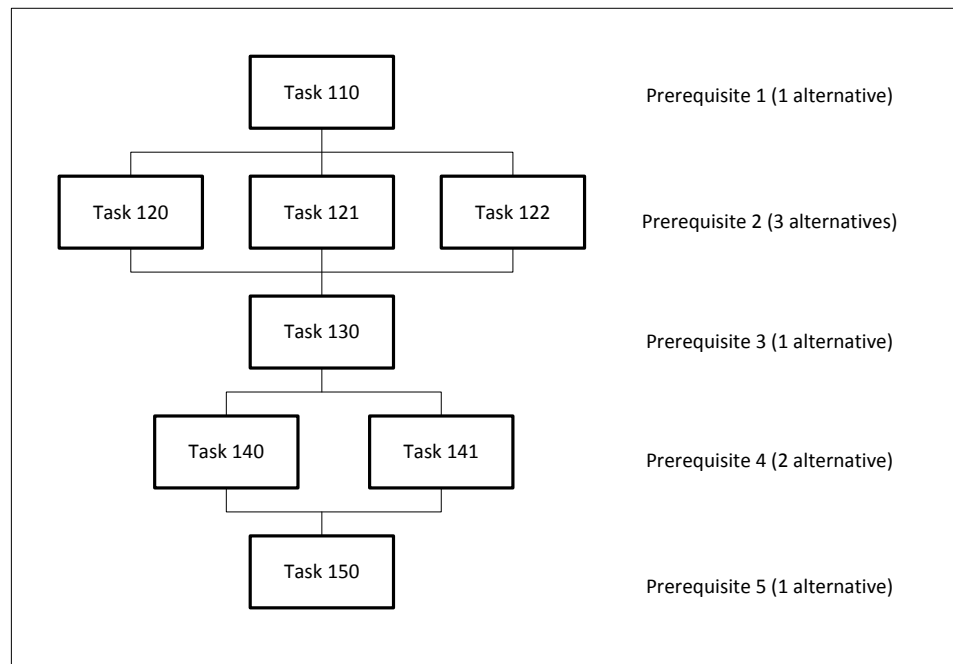 Task 110
Prerequisite 1 (1 alternative)
Task 120
Task 121
Task 122
Prerequisite 2 (3 alternatives)
Task 130
Prerequisite 3 (1 alternative)
Task 140
Task 141
Prerequisite 4 (2 alternative)
Task 150
Prerequisite 5 (1 alternative)